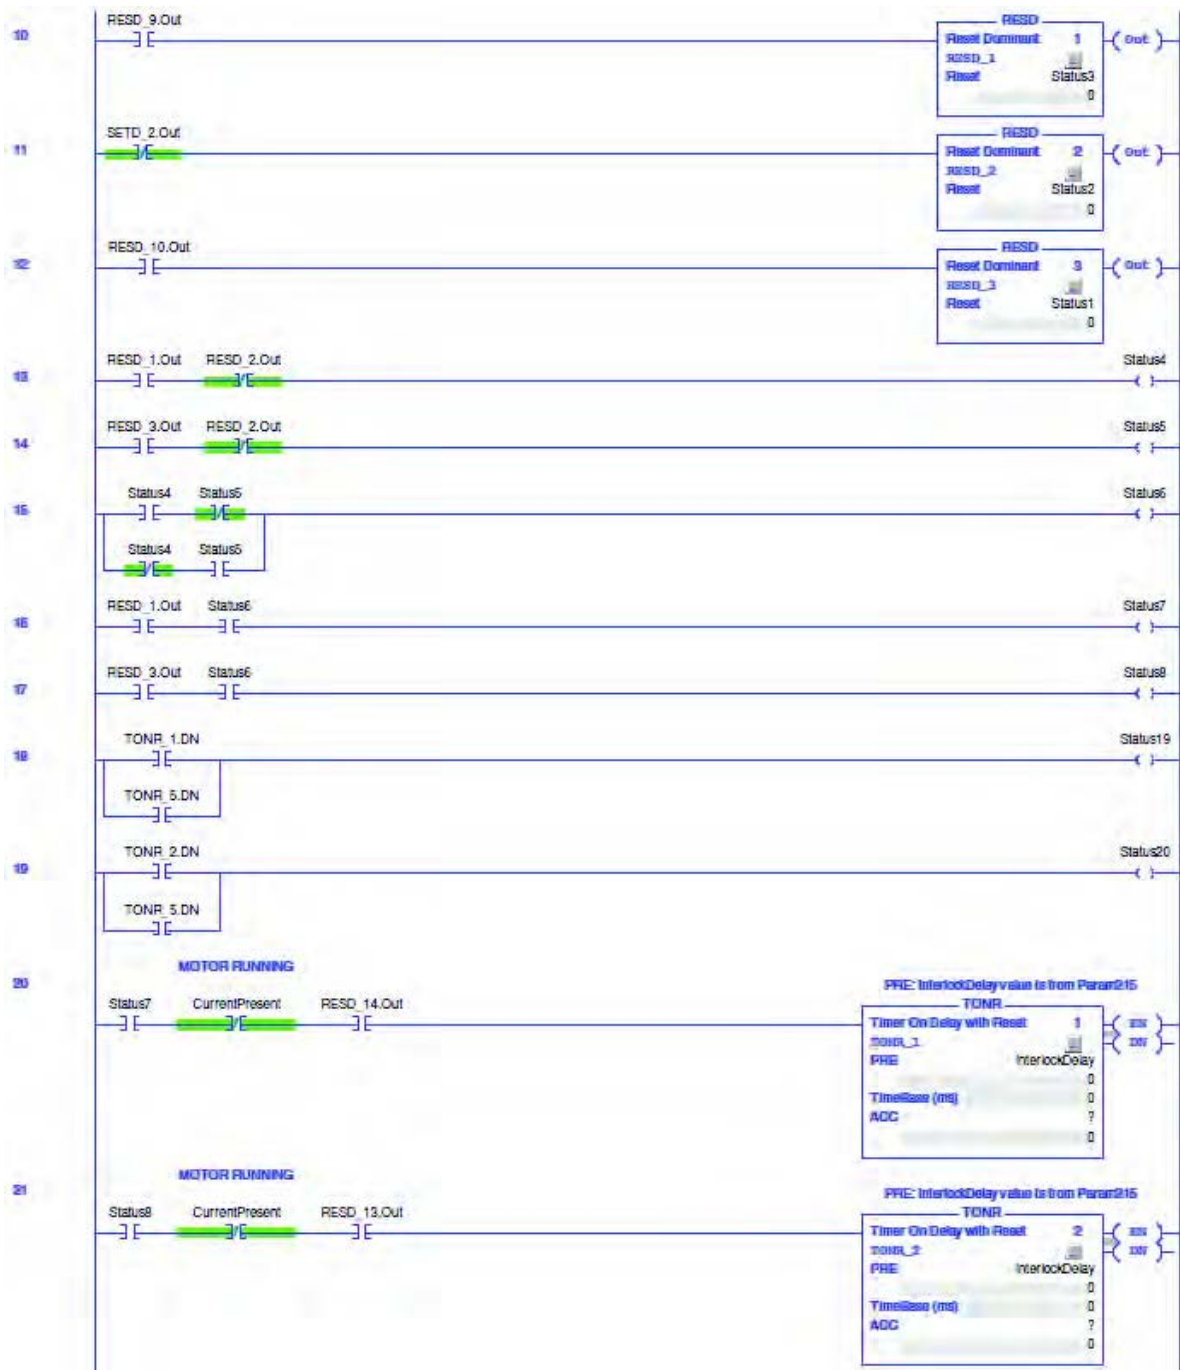 RESD_9.Out
10
RESD
Reset Dominant 1
RESD_1
Reset Status3
0
Out
SETD_2.Out
11
RESD
Reset Dominant 2
RESD_2
Reset Status2
0
Out
RESD_10.Out
12
RESD
Reset Dominant 3
RESD_3
Reset Status1
0
Out
RESD_1.Out RESD_2.Out Status4
13
RESD_3.Out RESD_2.Out Status5
14
Status4 Status5 Status6
15
Status4 Status5
RESD_1.Out Status6 Status7
16
RESD_3.Out Status6 Status8
17
TONR_1.DN Status19
18
TONR_5.DN
TONR_2.DN Status20
19
TONR_5.DN
MOTOR RUNNING
20
PRE: InterlockDelay value is from Param215
Status7 CurrentPresent RESD_14.Out
TONR
Timer On Delay with Reset 1
TONR_1
PRE InterlockDelay
0
TimeBase (ms) 0
ACC ?
0
EN
DN
MOTOR RUNNING
21
PRE: InterlockDelay value is from Param215
Status8 CurrentPresent RESD_13.Out
TONR
Timer On Delay with Reset 2
TONR_2
PRE InterlockDelay
0
TimeBase (ms) 0
ACC ?
0
EN
DN